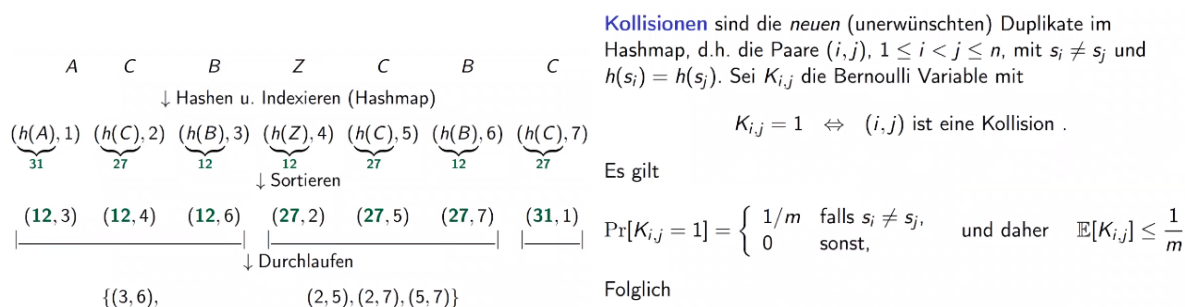 A C B Z C B C
↓ Hashen u. Indexieren (Hashmap)
(h(A), 1) (h(C), 2) (h(B), 3) (h(Z), 4) (h(C), 5) (h(B), 6) (h(C), 7)
31 27 12 12 27 12 27
↓ Sortieren
(12, 3) (12, 4) (12, 6) (27, 2) (27, 5) (27, 7) (31, 1)
↓ Durchlaufen
{(3, 6), (2, 5), (2, 7), (5, 7)}
Kollisionen sind die neuen (unerwünschten) Duplikate im
Hashmap, d.h. die Paare (i, j), 1 ≤ i < j ≤ n, mit s_i ≠ s_j und
h(s_i) = h(s_j). Sei K_{i,j} die Bernoulli Variable mit
K_{i,j} = 1 ⇔ (i, j) ist eine Kollision .
Es gilt
Pr[K_{i,j} = 1] = { 1/m falls s_i ≠ s_j, 0 sonst, und daher 𝔼[K_{i,j}] ≤ 1/m
Folglich